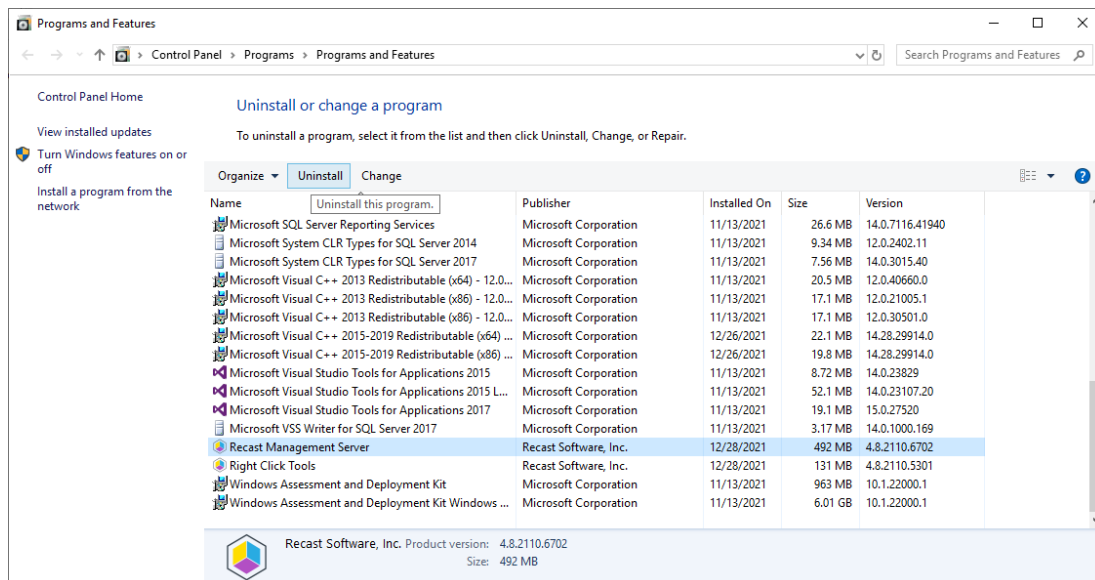 Programs and Features
Control Panel > Programs > Programs and Features
Search Programs and Features
Control Panel Home
View installed updates
Turn Windows features on or
off
Install a program from the
network
Uninstall or change a program
To uninstall a program, select it from the list and then click Uninstall, Change, or Repair.
Organize Uninstall Change
Uninstall this program.
Name Publisher Installed On Size Version
Microsoft SQL Server Reporting Services Microsoft Corporation 11/13/2021 26.6 MB 14.0.7116.41940
Microsoft System CLR Types for SQL Server 2014 Microsoft Corporation 11/13/2021 9.34 MB 12.0.2402.11
Microsoft System CLR Types for SQL Server 2017 Microsoft Corporation 11/13/2021 7.56 MB 14.0.3015.40
Microsoft Visual C++ 2013 Redistributable (x64) - 12.0... Microsoft Corporation 11/13/2021 20.5 MB 12.0.40660.0
Microsoft Visual C++ 2013 Redistributable (x86) - 12.0... Microsoft Corporation 11/13/2021 17.1 MB 12.0.21005.1
Microsoft Visual C++ 2013 Redistributable (x86) - 12.0... Microsoft Corporation 11/13/2021 17.1 MB 12.0.30501.0
Microsoft Visual C++ 2015-2019 Redistributable (x64) ... Microsoft Corporation 12/26/2021 22.1 MB 14.28.29914.0
Microsoft Visual C++ 2015-2019 Redistributable (x86) ... Microsoft Corporation 12/26/2021 19.8 MB 14.28.29914.0
Microsoft Visual Studio Tools for Applications 2015 Microsoft Corporation 11/13/2021 8.72 MB 14.0.23829
Microsoft Visual Studio Tools for Applications 2015 L... Microsoft Corporation 11/13/2021 52.1 MB 14.0.23107.20
Microsoft Visual Studio Tools for Applications 2017 Microsoft Corporation 11/13/2021 19.1 MB 15.0.27520
Microsoft VSS Writer for SQL Server 2017 Microsoft Corporation 11/13/2021 3.17 MB 14.0.1000.169
Recast Management Server Recast Software, Inc. 12/28/2021 492 MB 4.8.2110.6702
Right Click Tools Recast Software, Inc. 12/28/2021 131 MB 4.8.2110.5301
Windows Assessment and Deployment Kit Microsoft Corporation 11/13/2021 963 MB 10.1.22000.1
Windows Assessment and Deployment Kit Windows ... Microsoft Corporation 11/13/2021 6.01 GB 10.1.22000.1
Recast Software, Inc. Product version: 4.8.2110.6702
Size: 492 MB